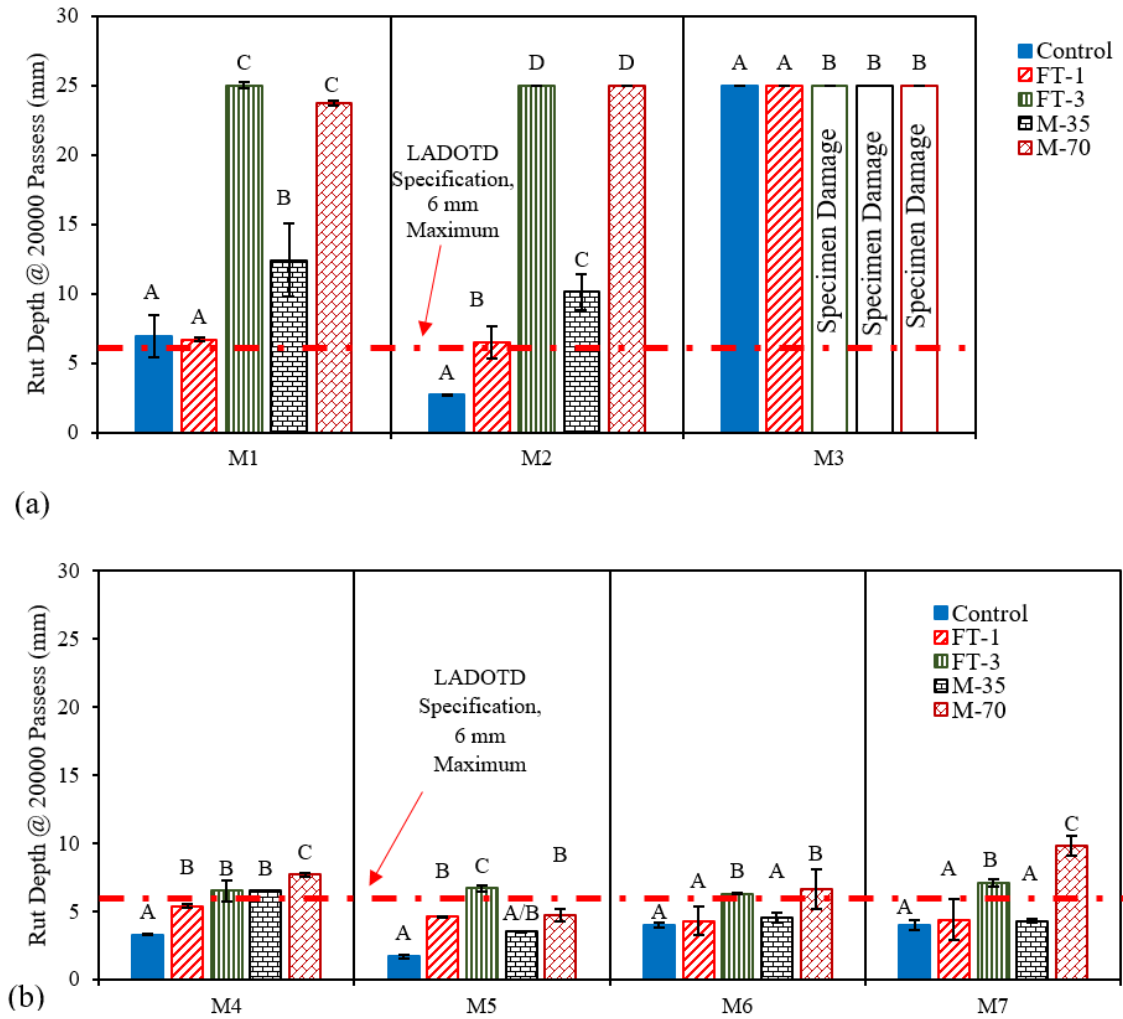 30
25
20
15
10
5
0
Rut Depth @ 20000 Passess (mm)
A
A
C
B
C
LADOTD
Specification,
6 mm
Maximum
A
B
D
C
D
A
A
B
B
B
Specimen Damage
Specimen Damage
Specimen Damage
M1
M2
M3
Control
FT-1
FT-3
M-35
M-70
(a)
30
25
20
15
10
5
0
Rut Depth @ 20000 Passess (mm)
LADOTD
Specification,
6 mm
Maximum
Control
FT-1
FT-3
M-35
M-70
A
B
B
B
C
A
B
C
A/B
B
A
A
B
A
B
A
A
B
A
C
M4
M5
M6
M7
(b)